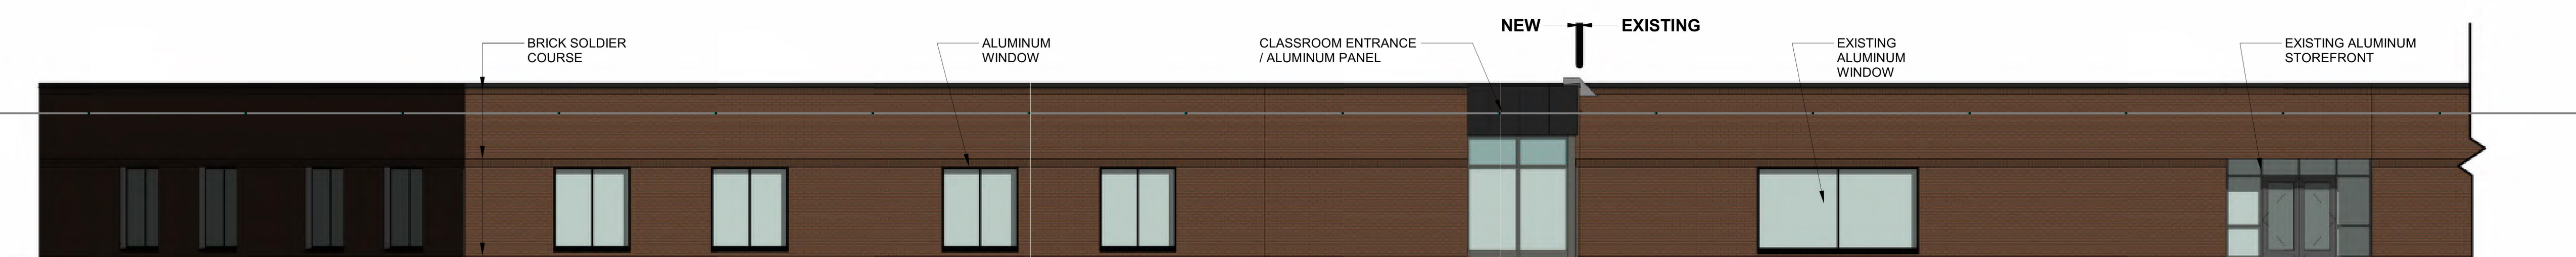 NEW EXISTING
BRICK SOLDIER
COURSE
ALUMINUM
WINDOW
CLASSROOM ENTRANCE
/ ALUMINUM PANEL
EXISTING
ALUMINUM
WINDOW
EXISTING ALUMINUM
STOREFRONT